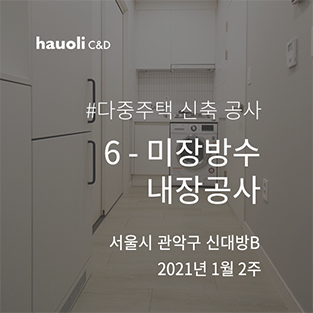 hauoli C&D
#다중주택 신축 공사
6 - 미장방수
내장공사
서울시 관악구 신대방B
2021년 1월 2주